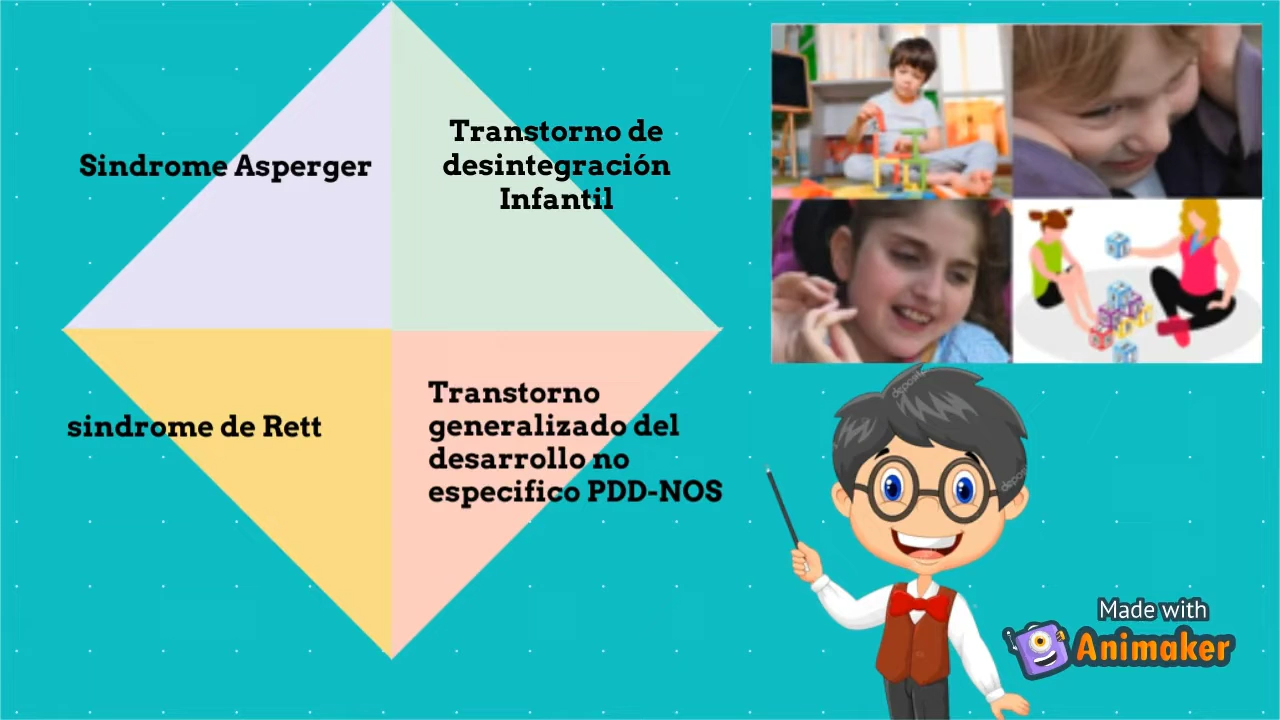 Sindrome Asperger
Transtorno de
desintegración
Infantil
sindrome de Rett
Transtorno
generalizado del
desarrollo no
especifico PDD-NOS
Made with
Animaker